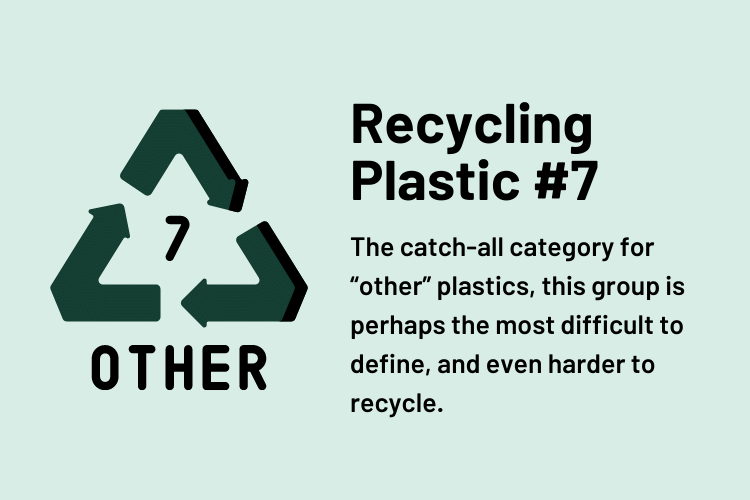 7
OTHER
Recycling
Plastic #7
The catch-all category for
“other” plastics, this group is
perhaps the most difficult to
define, and even harder to
recycle.